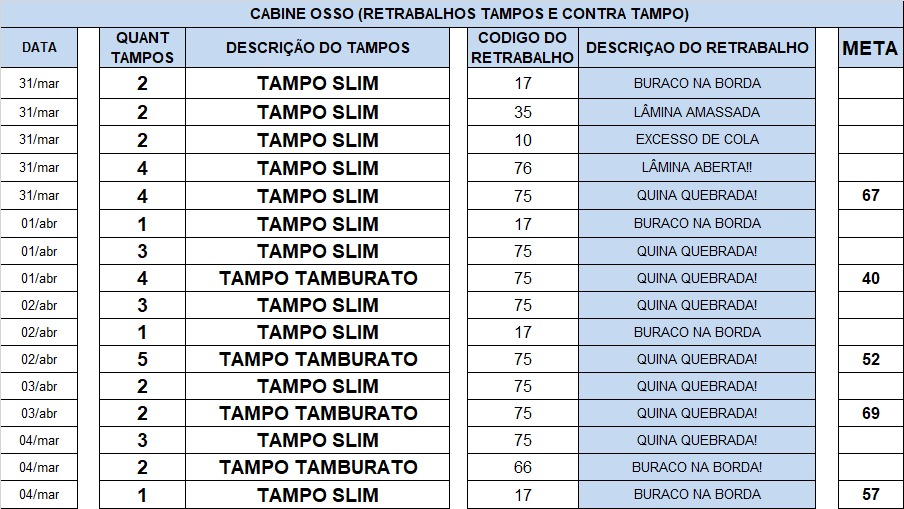 CABINE OSSO (RETRABALHOS TAMPOS E CONTRA TAMPO)
DATA QUANT TAMPOS DESCRIÇÃO DO TAMPOS CODIGO DO RETRABALHO DESCRIÇAO DO RETRABALHO META
31/mar 2 TAMPO SLIM 17 BURACO NA BORDA
31/mar 2 TAMPO SLIM 35 LÂMINA AMASSADA
31/mar 2 TAMPO SLIM 10 EXCESSO DE COLA
31/mar 4 TAMPO SLIM 76 LÂMINA ABERTA!!
31/mar 4 TAMPO SLIM 75 QUINA QUEBRADA! 67
01/abr 1 TAMPO SLIM 17 BURACO NA BORDA
01/abr 3 TAMPO SLIM 75 QUINA QUEBRADA!
01/abr 4 TAMPO TAMBURATO 75 QUINA QUEBRADA! 40
02/abr 3 TAMPO SLIM 75 QUINA QUEBRADA!
02/abr 1 TAMPO SLIM 17 BURACO NA BORDA
02/abr 5 TAMPO TAMBURATO 75 QUINA QUEBRADA! 52
03/abr 2 TAMPO SLIM 75 QUINA QUEBRADA!
03/abr 2 TAMPO TAMBURATO 75 QUINA QUEBRADA! 69
04/mar 3 TAMPO SLIM 75 QUINA QUEBRADA!
04/mar 2 TAMPO TAMBURATO 66 BURACO NA BORDA!
04/mar 1 TAMPO SLIM 17 BURACO NA BORDA 57